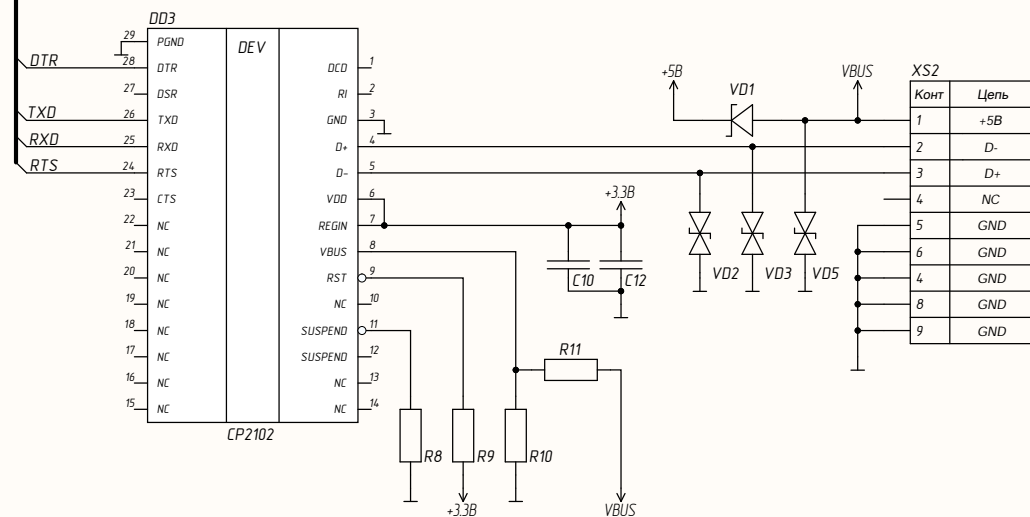 DD3
DEV
29 PGND
28 DTR
27 DSR
26 TXD
25 RXD
24 RTS
23 CTS
22 NC
21 NC
20 NC
19 NC
18 NC
17 NC
16 NC
15 NC
DTR
TXD
RXD
RTS
DCD 1
RI 2
GND 3
D+ 4
D- 5
VDD 6
REGIN 7
VBUS 8
RST 9
NC 10
SUSPEND 11
SUSPEND 12
NC 13
NC 14
CP2102
R8
R9
R10
R11
+3.3В
VBUS
+3.3В
C10
C12
+5В
VD1
VBUS
VD2
VD3
VD5
XS2
Конт Цепь
1 +5В
2 D-
3 D+
4 NC
5 GND
6 GND
4 GND
8 GND
9 GND